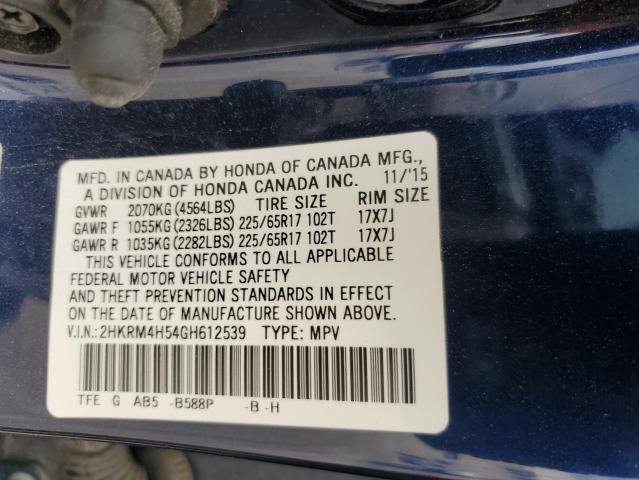 MFD. IN CANADA BY HONDA OF CANADA MFG.,
A DIVISION OF HONDA CANADA INC. 11/'15
GVWR 2070KG(4564LBS) TIRE SIZE RIM SIZE
GAWR F 1055KG(2326LBS) 225/65R17 102T 17X7J
GAWR R 1035KG(2282LBS) 225/65R17 102T 17X7J
THIS VEHICLE CONFORMS TO ALL APPLICABLE
FEDERAL MOTOR VEHICLE SAFETY
AND THEFT PREVENTION STANDARDS IN EFFECT
ON THE DATE OF MANUFACTURE SHOWN ABOVE.
V.I.N.: 2HKRM4H54GH612539 TYPE: MPV
TFE G AB5 -B588P -B -H